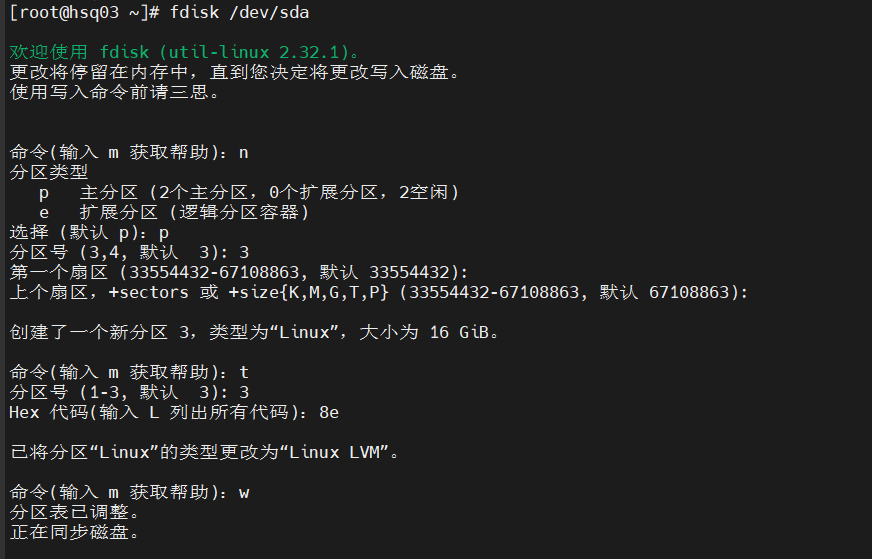 [root@hsq03 ~]# fdisk /dev/sda
欢迎使用 fdisk (util-linux 2.32.1)。
更改将停留在内存中，直到您决定将更改写入磁盘。
使用写入命令前请三思。
命令(输入 m 获取帮助)：n
分区类型
   p   主分区 (2个主分区，0个扩展分区，2空闲)
   e   扩展分区 (逻辑分区容器)
选择 (默认 p)：p
分区号 (3,4, 默认  3): 3
第一个扇区 (33554432-67108863, 默认 33554432):
上个扇区，+sectors 或 +size{K,M,G,T,P} (33554432-67108863, 默认 67108863):
创建了一个新分区 3，类型为“Linux”，大小为 16 GiB。
命令(输入 m 获取帮助)：t
分区号 (1-3, 默认  3): 3
Hex 代码(输入 L 列出所有代码)：8e
已将分区“Linux”的类型更改为“Linux LVM”。
命令(输入 m 获取帮助)：w
分区表已调整。
正在同步磁盘。